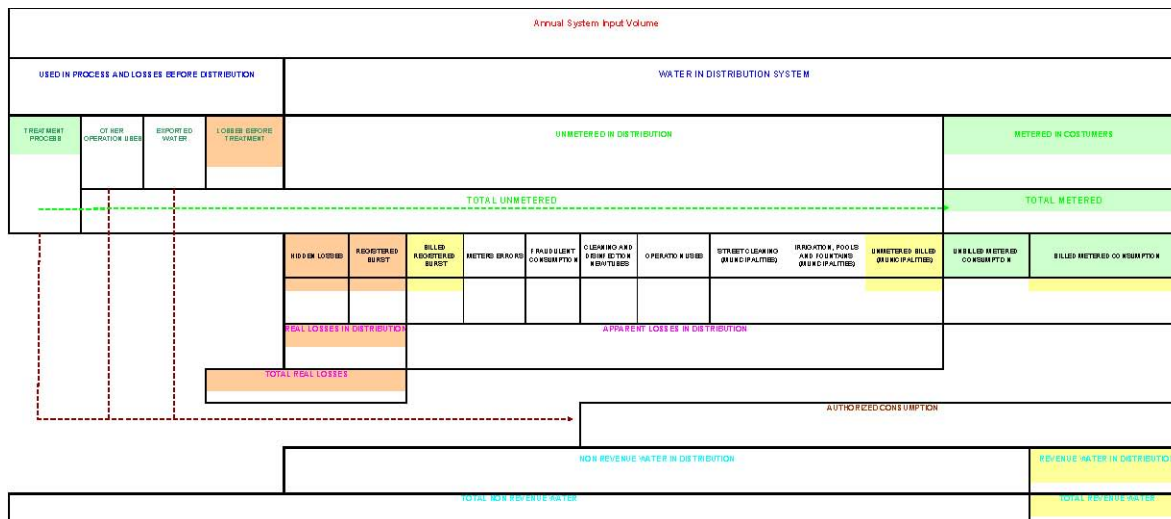 Annual System Input Volume
USED IN PROCESS AND LOSSES BEFORE DISTRIBUTION
WATER IN DISTRIBUTION SYSTEM
TREATMENT
PROCESS
OTHER
OPERATION USES
EXPORTED
WATER
LOSSES BEFORE
TREATMENT
UNMETERED IN DISTRIBUTION
METERED IN COSTUMERS
TOTAL UNMETERED
TOTAL METERED
HIDDEN LOSSES
REGISTERED
BURST
BILLED
REGISTERED
BURST
METERS ERRORS
FRAUDULENT
CONSUMPTION
CLEANING AND
DISINFECTION
NEW TUBES
OPERATION USES
STREET CLEANING
(MUNICIPALITIES)
IRRIGATION, POOLS
AND FOUNTAINS
(MUNICIPALITIES)
UNMETERED BILLED
(MUNICIPALITIES)
UNBILLED METERED
CONSUMPTION
BILLED METERED CONSUMPTION
REAL LOSSES IN DISTRIBUTION
APPARENT LOSSES IN DISTRIBUTION
TOTAL REAL LOSSES
AUTHORIZED CONSUMPTION
NON REVENUE WATER IN DISTRIBUTION
REVENUE WATER IN DISTRIBUTION
TOTAL NON REVENUE WATER
TOTAL REVENUE WATER